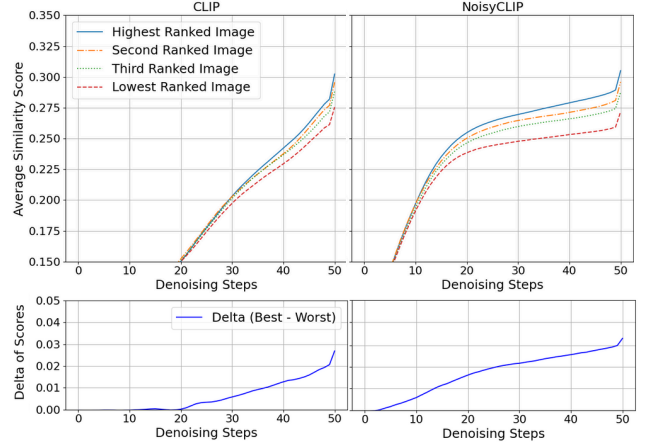 CLIP
NoisyCLIP
Average Similarity Score
0.350
0.325
0.300
0.275
0.250
0.225
0.200
0.175
0.150
Highest Ranked Image
Second Ranked Image
Third Ranked Image
Lowest Ranked Image
0 10 20 30 40 50
0 10 20 30 40 50
Denoising Steps
Denoising Steps
Delta of Scores
0.05
0.04
0.03
0.02
0.01
0.00
Delta (Best - Worst)
0 10 20 30 40 50
0 10 20 30 40 50
Denoising Steps
Denoising Steps